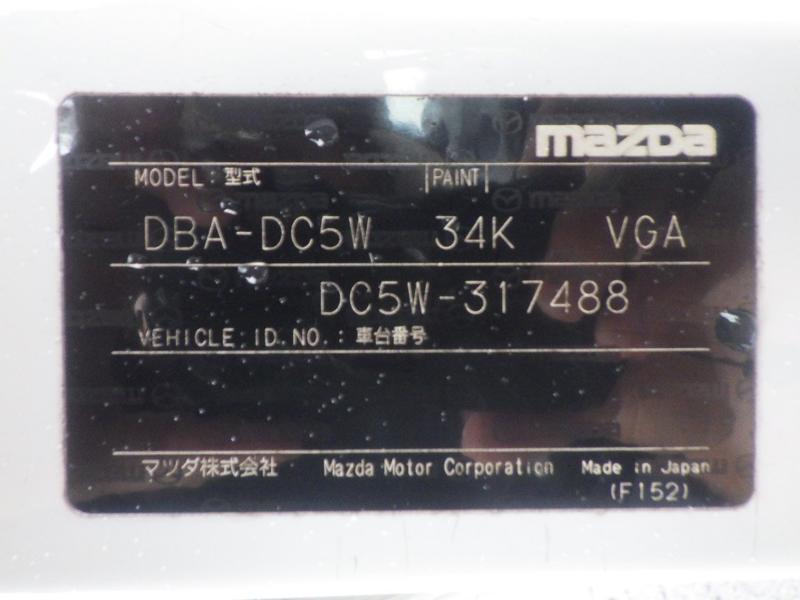 mazda
MODEL: 型式 PAINT
DBA-DC5W 34K VGA
DC5W-317488
VEHICLE. ID. NO.: 車台番号
マツダ株式会社 Mazda Motor Corporation Made in Japan
(F152)